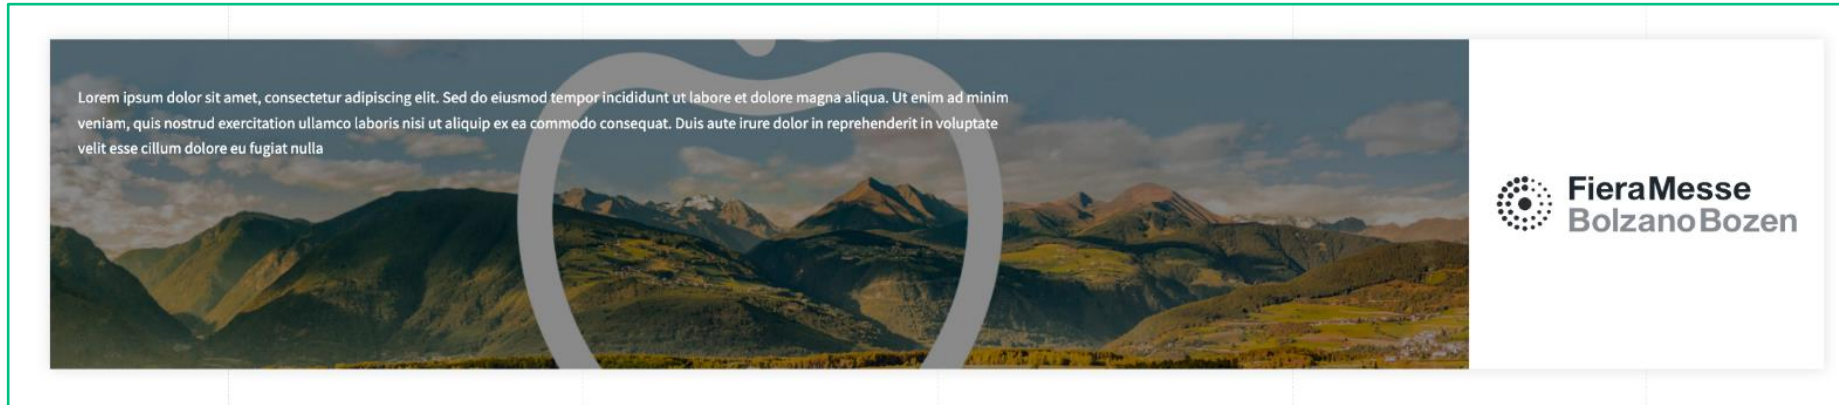 Lorem ipsum dolor sit amet, consectetur adipiscing elit. Sed do eiusmod tempor incididunt ut labore et dolore magna aliqua. Ut enim ad minim
veniam, quis nostrud exercitation ullamco laboris nisi ut aliquip ex ea commodo consequat. Duis aute irure dolor in reprehenderit in voluptate
velit esse cillum dolore eu fugiat nulla
FieraMesse
BolzanoBozen